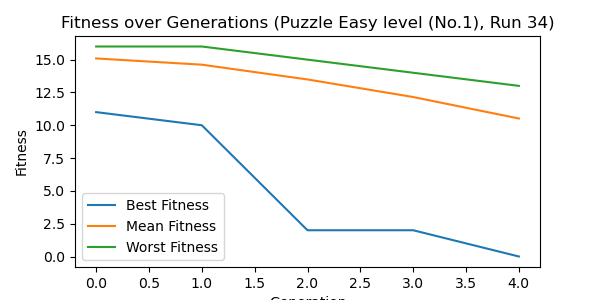 Fitness over Generations (Puzzle Easy level (No.1), Run 34)
Fitness
15.0
12.5
10.0
7.5
5.0
2.5
0.0
Best Fitness
Mean Fitness
Worst Fitness
0.0 0.5 1.0 1.5 2.0 2.5 3.0 3.5 4.0
Generation